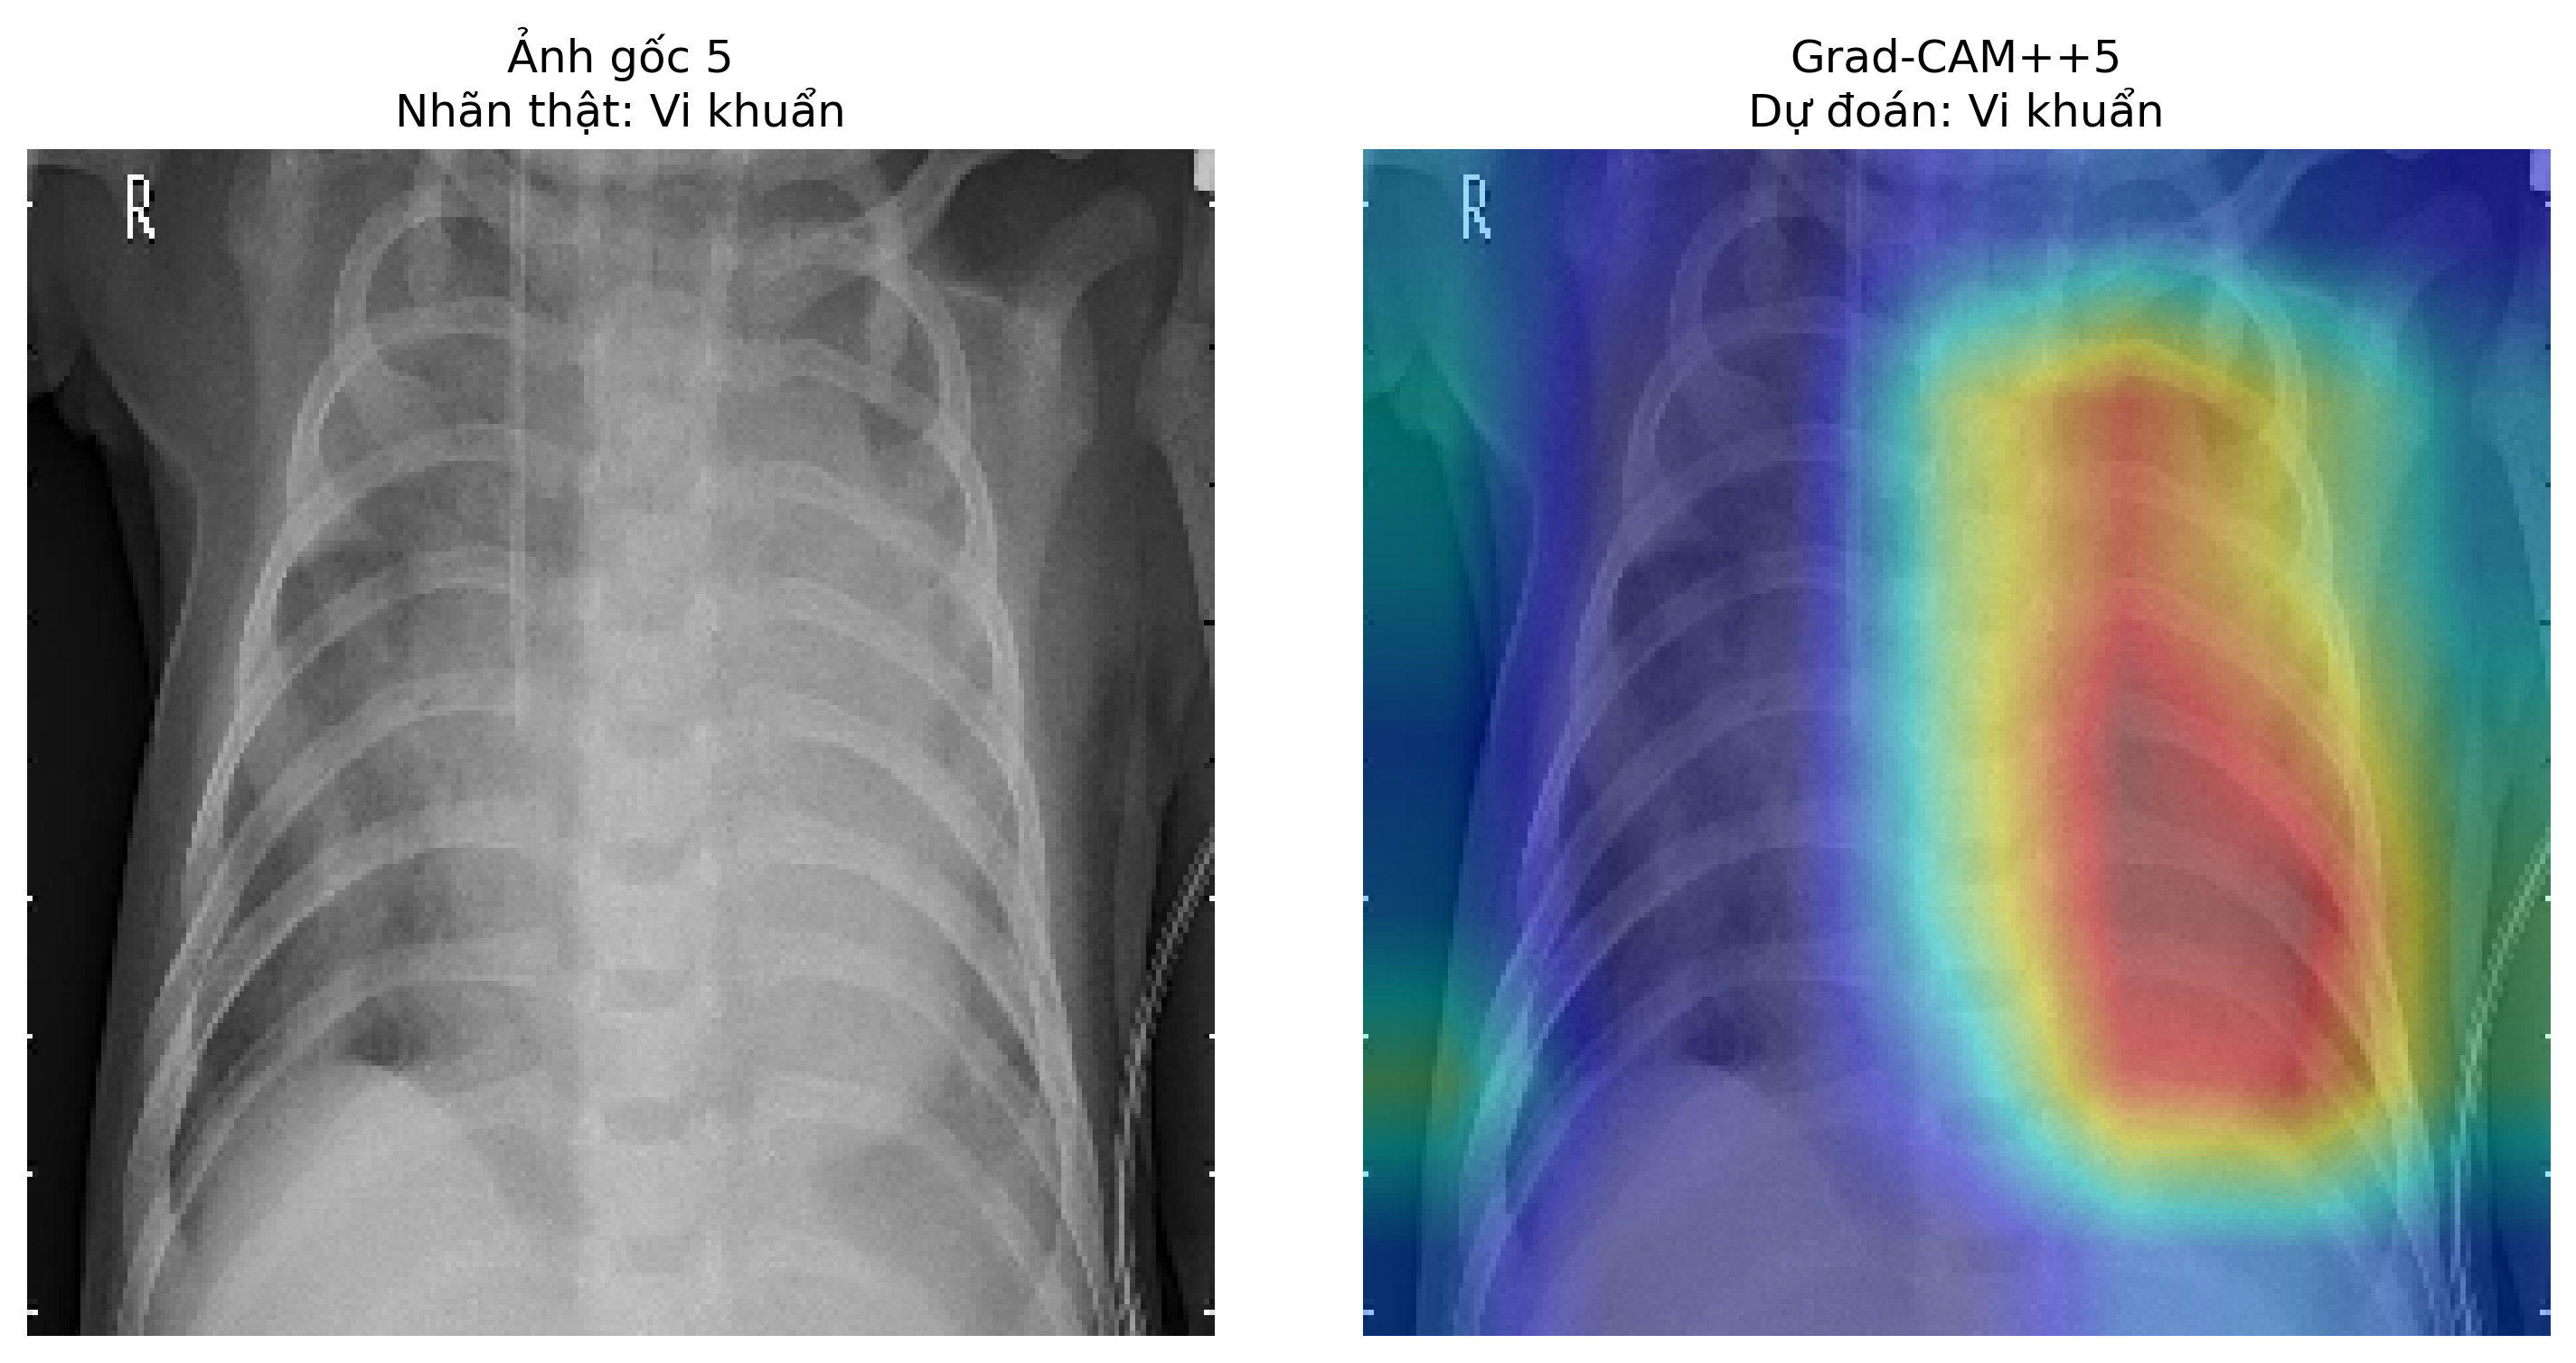 Ảnh gốc 5
Nhãn thật: Vi khuẩn
Grad-CAM++5
Dự đoán: Vi khuẩn
R
R